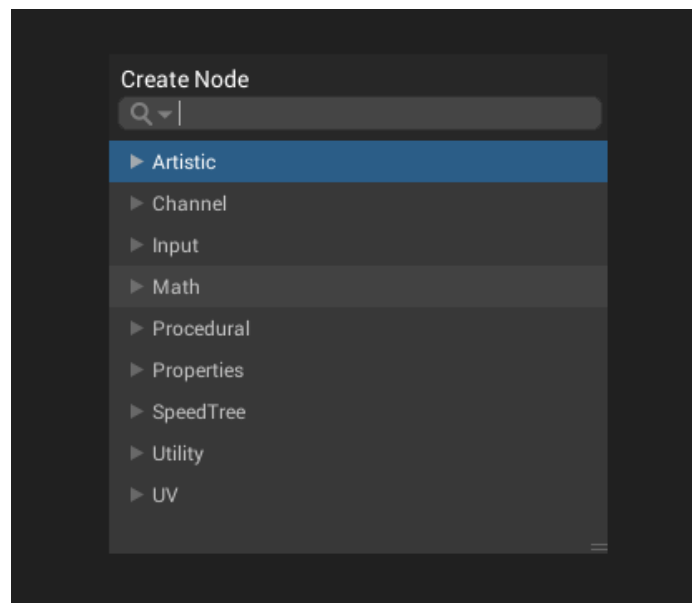 Create Node
Artistic
Channel
Input
Math
Procedural
Properties
SpeedTree
Utility
UV